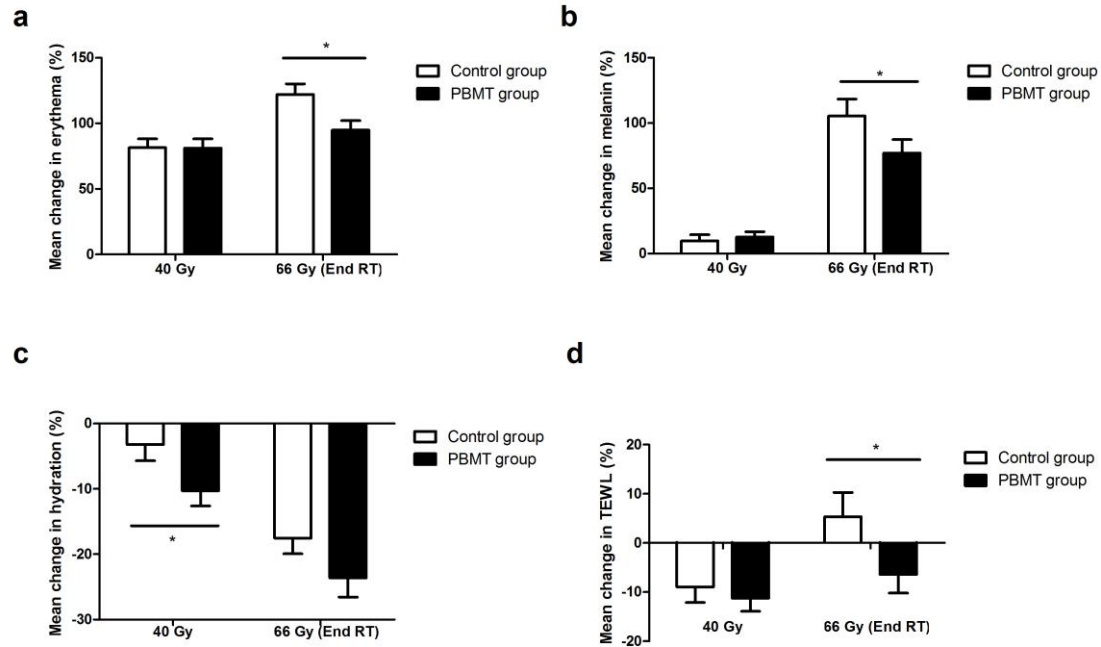 a
Mean change in erythema (%)
150
100
50
0
*
40 Gy
66 Gy (End RT)
Control group
PBMT group
b
Mean change in melanin (%)
150
100
50
0
*
40 Gy
66 Gy (End RT)
Control group
PBMT group
c
Mean change in hydration (%)
0
-10
-20
-30
*
40 Gy
66 Gy (End RT)
Control group
PBMT group
d
Mean change in TEWL (%)
20
10
0
-10
-20
*
40 Gy
66 Gy (End RT)
Control group
PBMT group